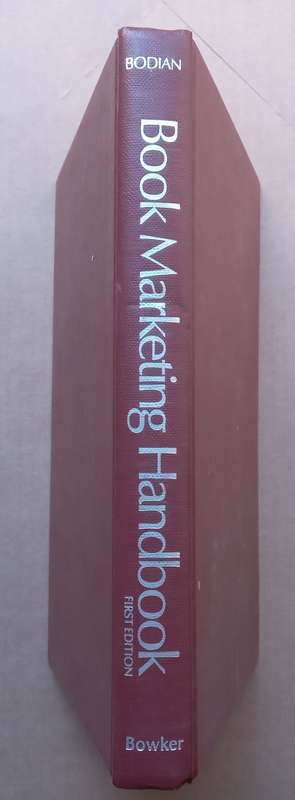 BODIAN
Book Marketing Handbook
FIRST EDITION
Bowker